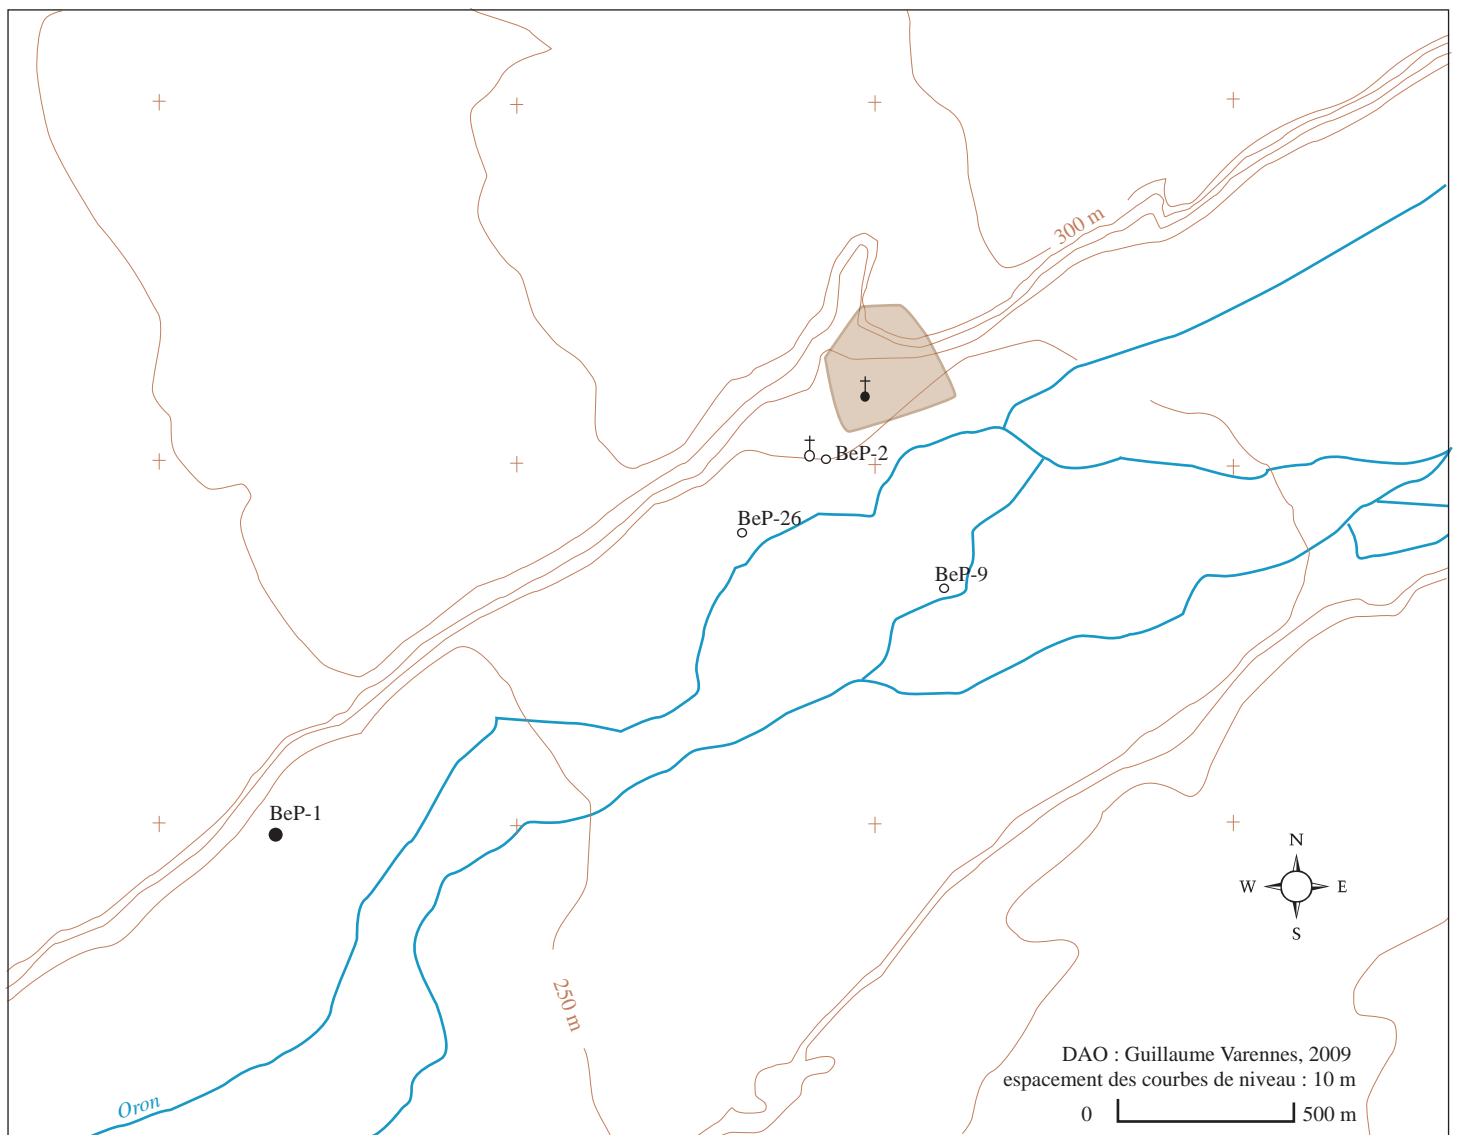 300 m
BeP-2
BeP-26
BeP-9
BeP-1
N
W E
S
250 m
DAO : Guillaume Varennes, 2009
espacement des courbes de niveau : 10 m
0 500 m
Oron